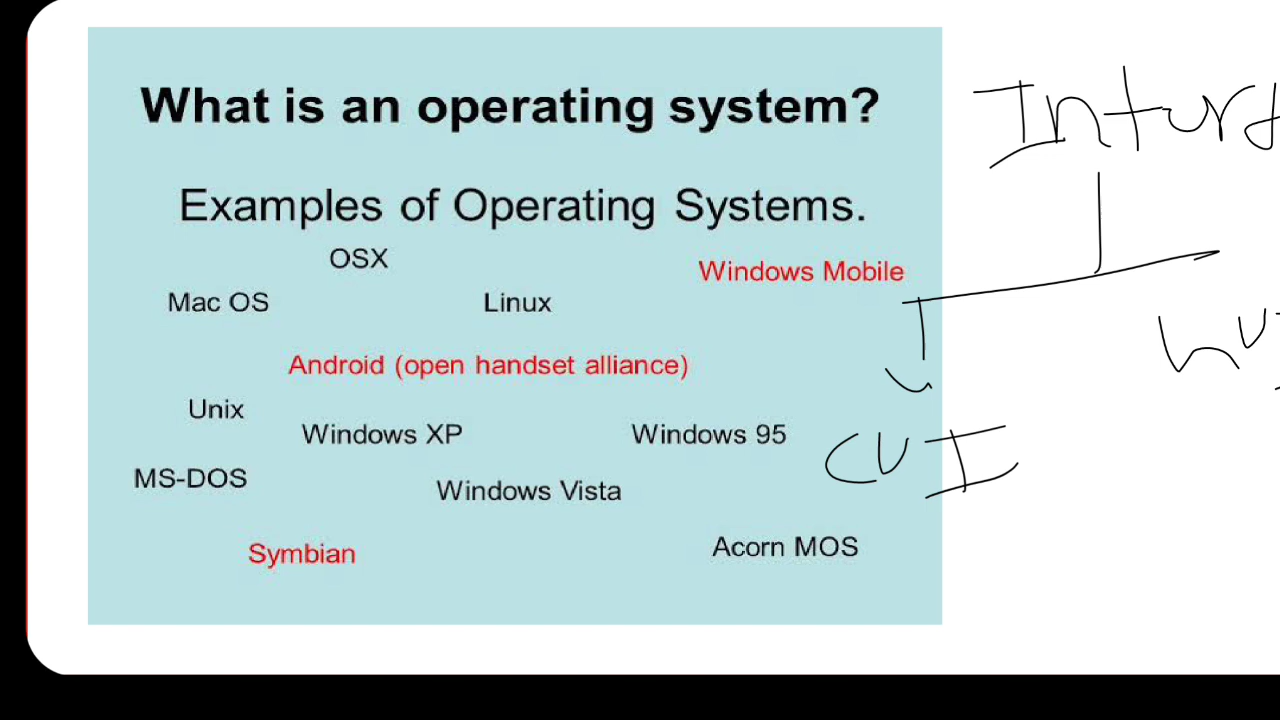 What is an operating system?
Examples of Operating Systems.
OSX
Windows Mobile
Mac OS
Linux
Android (open handset alliance)
Unix
Windows XP
Windows 95
MS-DOS
Windows Vista
Symbian
Acorn MOS
CUI